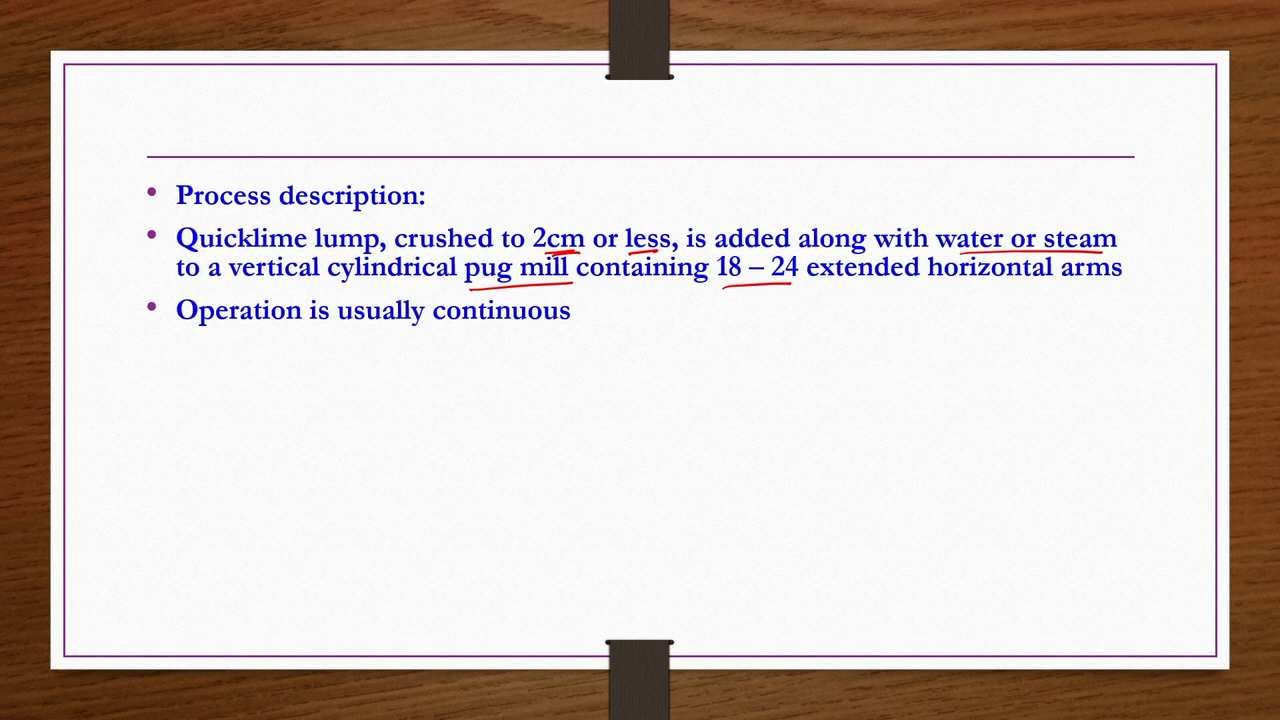 • Process description:
• Quicklime lump, crushed to 2cm or less, is added along with water or steam
to a vertical cylindrical pug mill containing 18 – 24 extended horizontal arms
• Operation is usually continuous